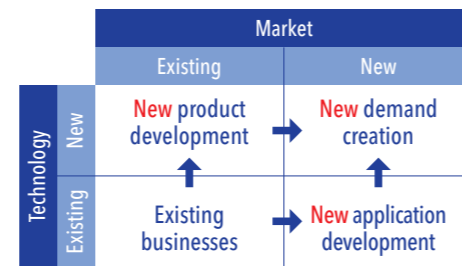 Market
Existing
New
Technology
New
New product
development
New demand
creation
Existing
Existing
businesses
New application
development